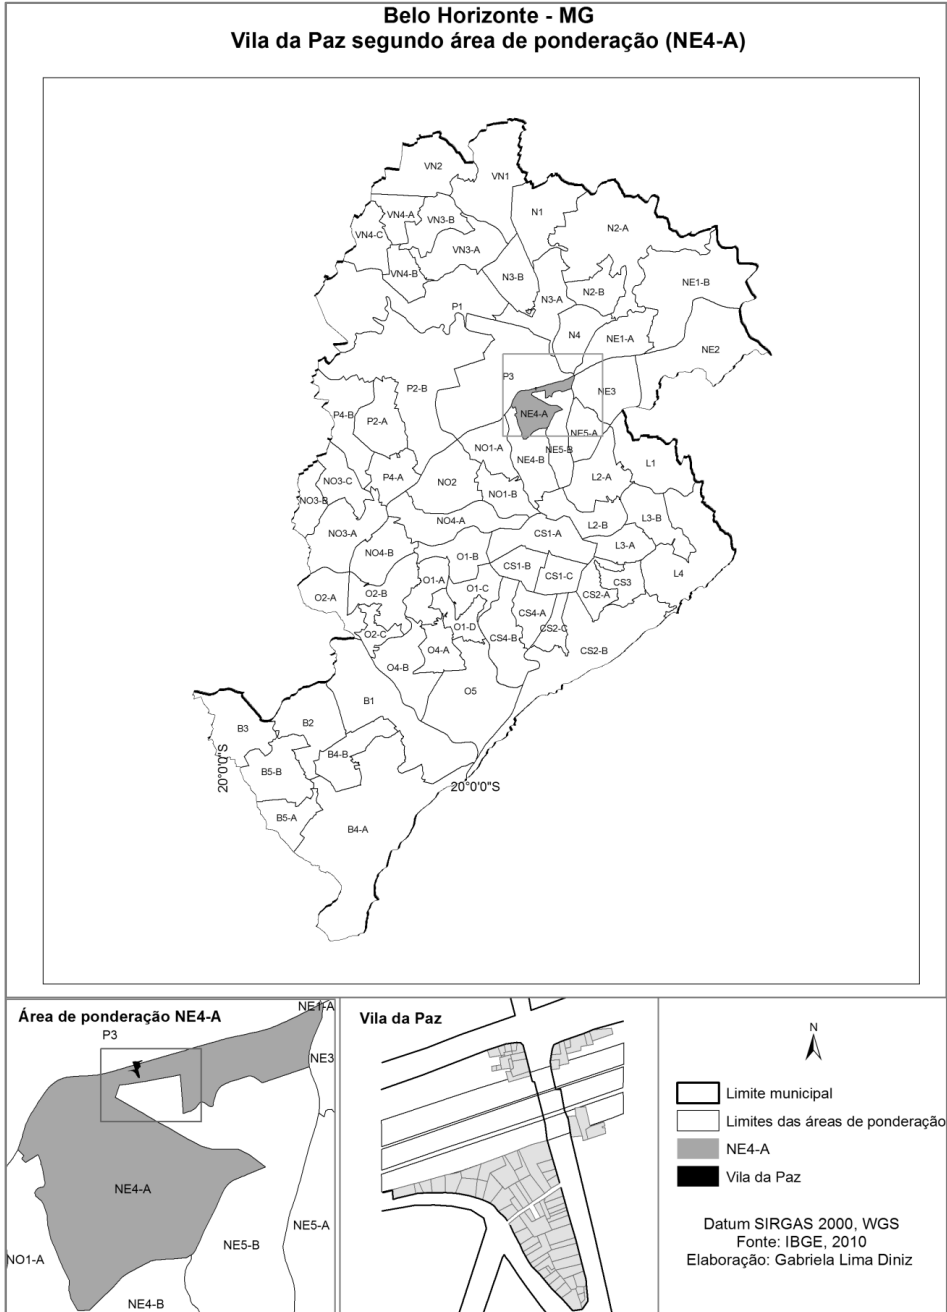 Belo Horizonte - MG
Vila da Paz segundo área de ponderação (NE4-A)
VN2
VN1
VN4-A
VN3-B
N1
VN4-C
N2-A
VN3-A
VN4-B
N3-B
NE1-B
N2-B
N3-A
P1
N4
NE1-A
NE2
P3
P2-B
NE3
P4-B
NE4-A
P2-A
NE5-A
NO1-A
NE5-B
NE4-B
L1
P4-A
L2-A
NO3-C
NO2
NO1-B
NO3-B
L3-B
NO4-A
L2-B
NO3-A
CS1-A
L3-A
NO4-B
O1-B
CS1-B
CS1-C
L4
O1-A
CS3
O1-C
O2-B
CS2-A
O2-A
CS4-A
O1-D
CS2-C
O2-C
CS4-B
O4-A
CS2-B
O4-B
O5
B1
B2
B3
B4-B
B5-B
20°0'0"S
20°0'0"S
B5-A
B4-A
Área de ponderação NE4-A
NE1-A
P3
NE3
NE4-A
NE5-A
NE5-B
NO1-A
NE4-B
Vila da Paz
N
Limite municipal
Limites das áreas de ponderação
NE4-A
Vila da Paz
Datum SIRGAS 2000, WGS
Fonte: IBGE, 2010
Elaboração: Gabriela Lima Diniz